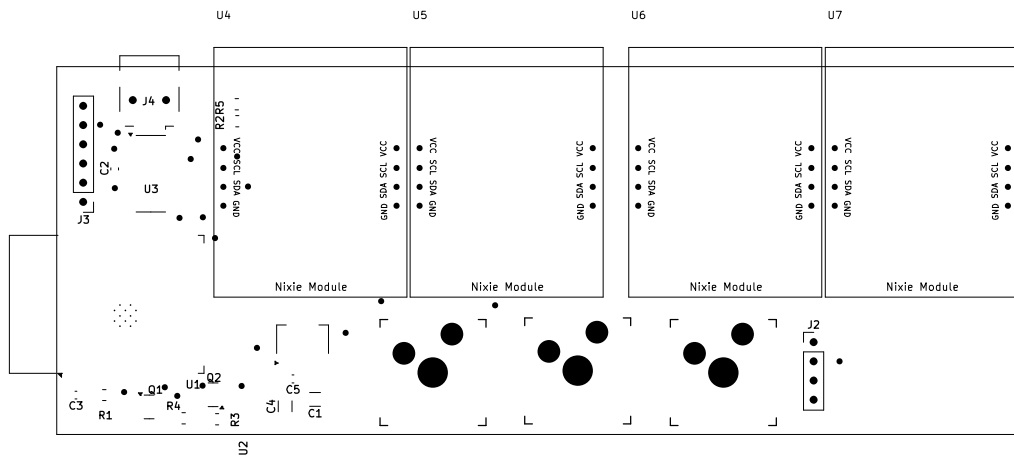 U4
U5
U6
U7
J4
R2
R5
C2
U3
J3
VCC
SCL
SDA
GND
VCC
SCL
SDA
GND
VCC
SCL
SDA
GND
VCC
SCL
SDA
GND
VCC
SCL
SDA
GND
VCC
SCL
SDA
GND
VCC
SCL
SDA
GND
VCC
SCL
SDA
GND
Nixie Module
Nixie Module
Nixie Module
Nixie Module
J2
C3
R1
Q1
R4
U1
Q2
R3
U2
C4
C5
C1